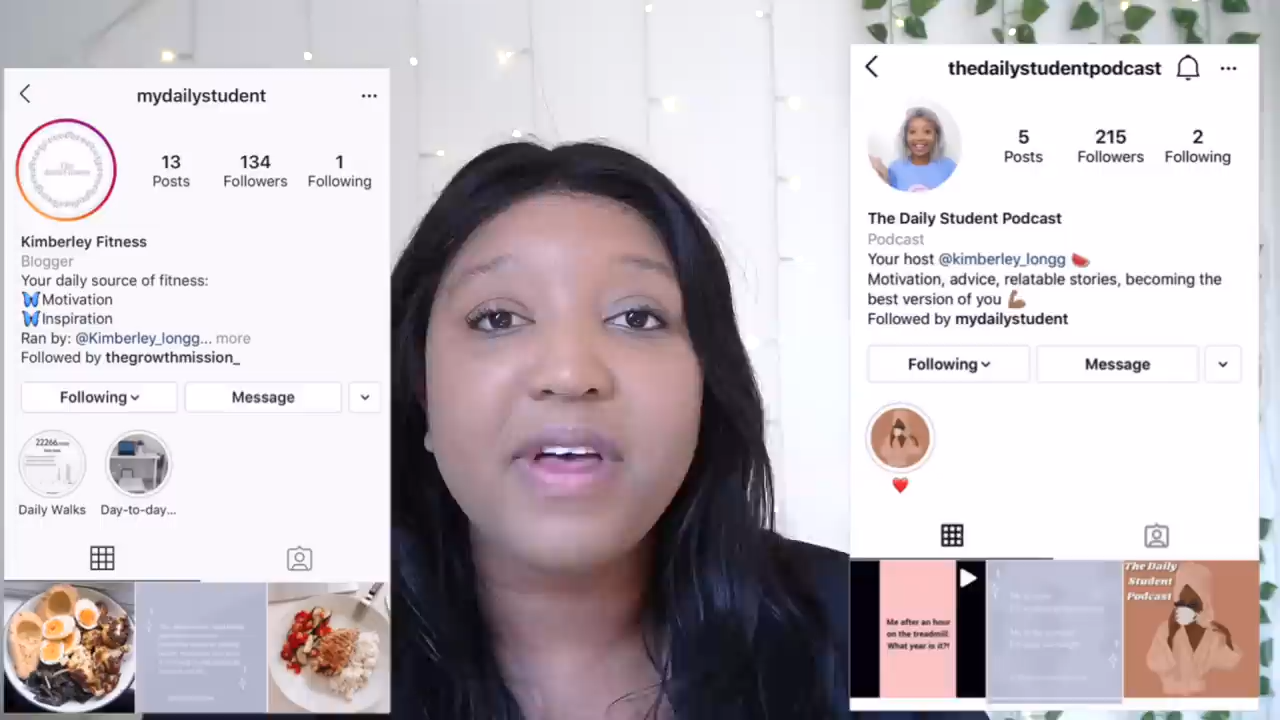 mydailystudent
13
134
1
Posts
Followers
Following
Kimberley Fitness
Blogger
Your daily source of fitness:
🦋Motivation
🦋Inspiration
Ran by: @Kimberley_longg... more
Followed by thegrowthmission_
Following
Message
22266
Daily Walks
Day-to-day...
thedailystudentpodcast
5
215
2
Posts
Followers
Following
The Daily Student Podcast
Podcast
Your host @kimberley_longg 🍉
Motivation, advice, relatable stories, becoming the
best version of you 💪🏽
Followed by mydailystudent
Following
Message
❤️
Me after an hour
on the treadmill.
What year is it?!
The Daily
Student
Podcast